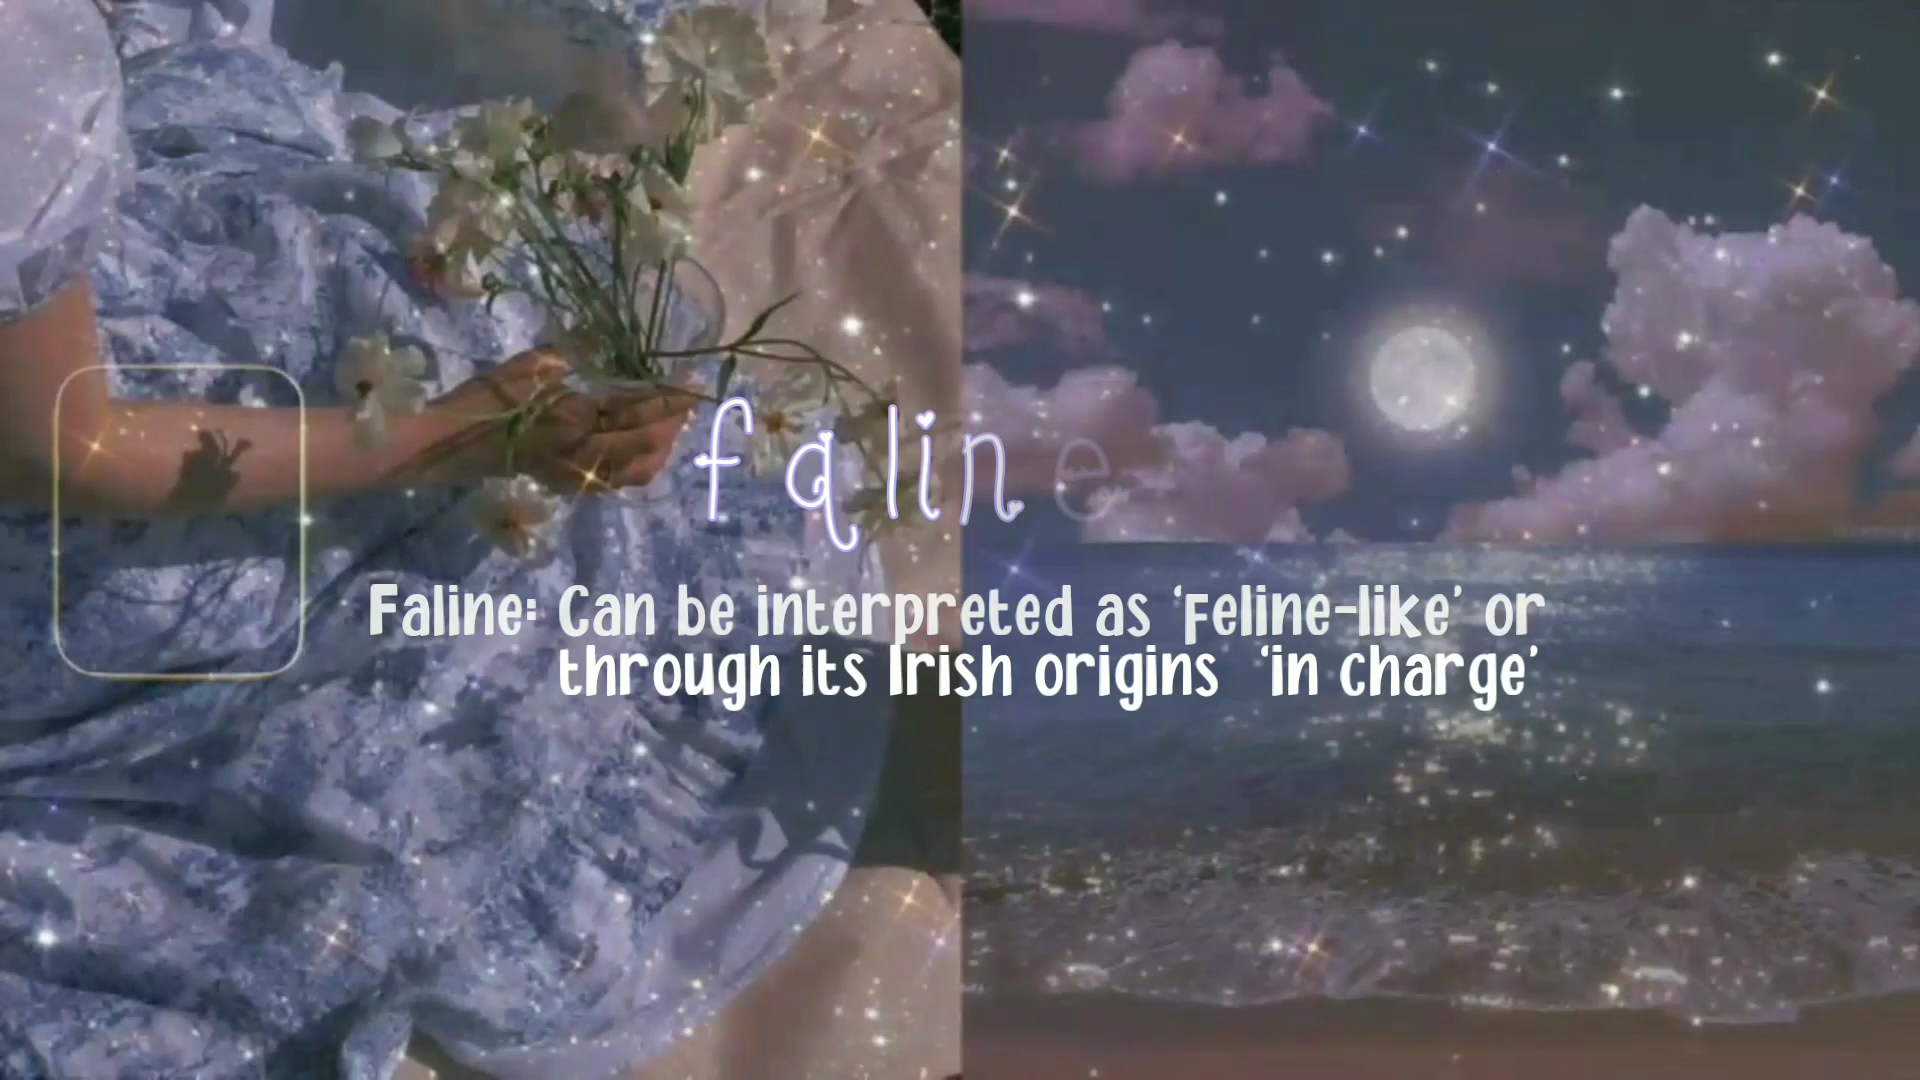 faline
Faline: Can be interpreted as ‘Feline-like’ or
through its Irish origins ‘in charge’